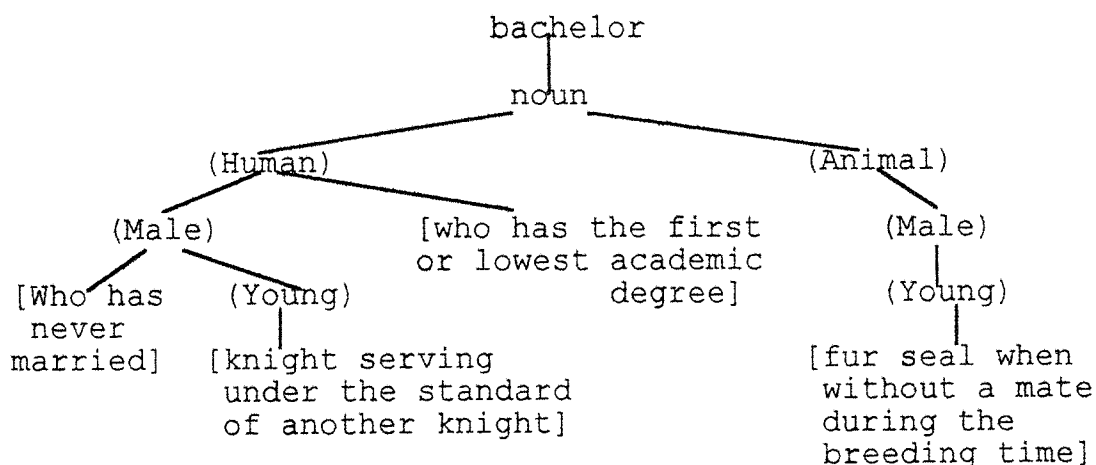 bachelor
noun
(Human)
(Animal)
(Male)
[who has the first
or lowest academic
degree]
(Male)
[Who has
never
married]
(Young)
[knight serving
under the standard
of another knight]
(Young)
[fur seal when
without a mate
during the
breeding time]